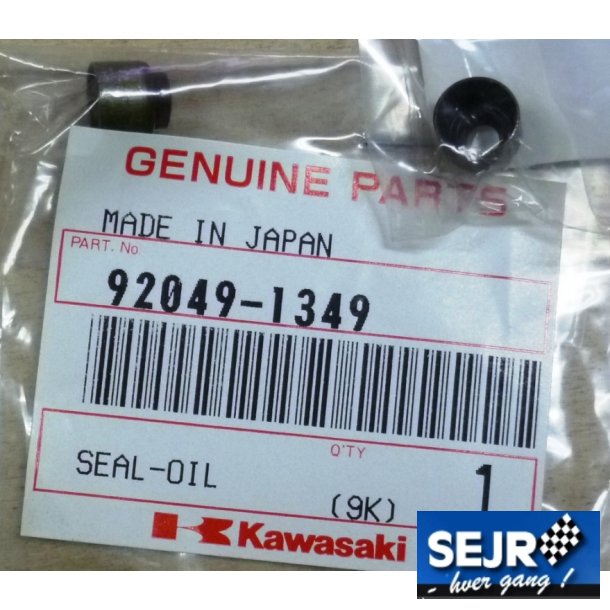 GENUINE PARTS
MADE IN JAPAN
PART. No.
92049-1349
Q'TY
SEAL-OIL
(9K) 1
Kawasaki
SEJR
- hver gang !